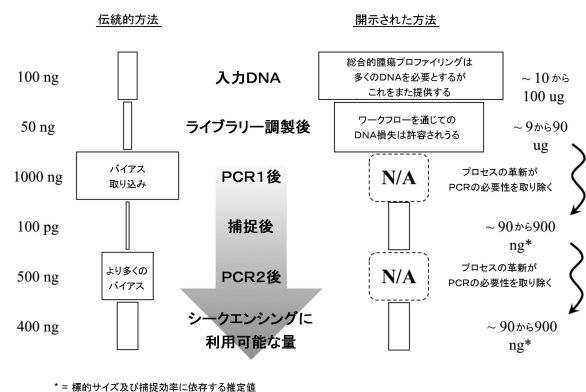 伝統的方法
開示された方法
100 ng
入力DNA
総合的腫瘍プロファイリングは
多くのDNAを必要とするが
これをまた提供する
~ 10から
100 ug
50 ng
ライブラリー調製後
ワークフローを通じての
DNA損失は許容されうる
~ 9から90
ug
1000 ng
バイアス
取り込み
PCR1後
N/A
プロセスの革新が
PCRの必要性を取り除く
100 pg
捕捉後
~ 90から900
ng*
500 ng
より多くの
バイアス
PCR2後
N/A
プロセスの革新が
PCRの必要性を取り除く
400 ng
シークエンシングに
利用可能な量
~ 90から900
ng*
* = 標的サイズ及び捕捉効率に依存する推定値